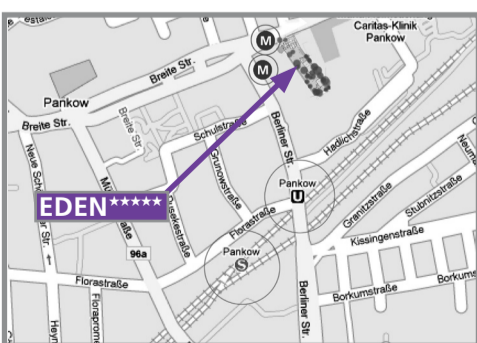 Caritas-Klinik
Pankow
M
M
Breite Str.
Pankow
Breite Str.
Breite Str.
Schulstraße
Berliner Str.
Hadlichstraße
Grunowstraße
EDEN*****
Pankow
U
Florastraße
Granitzstraße
Stubnitzstraße
Kissingenstraße
Pankow
S
96a
Florastraße
Berliner Str.
Borkumstraße